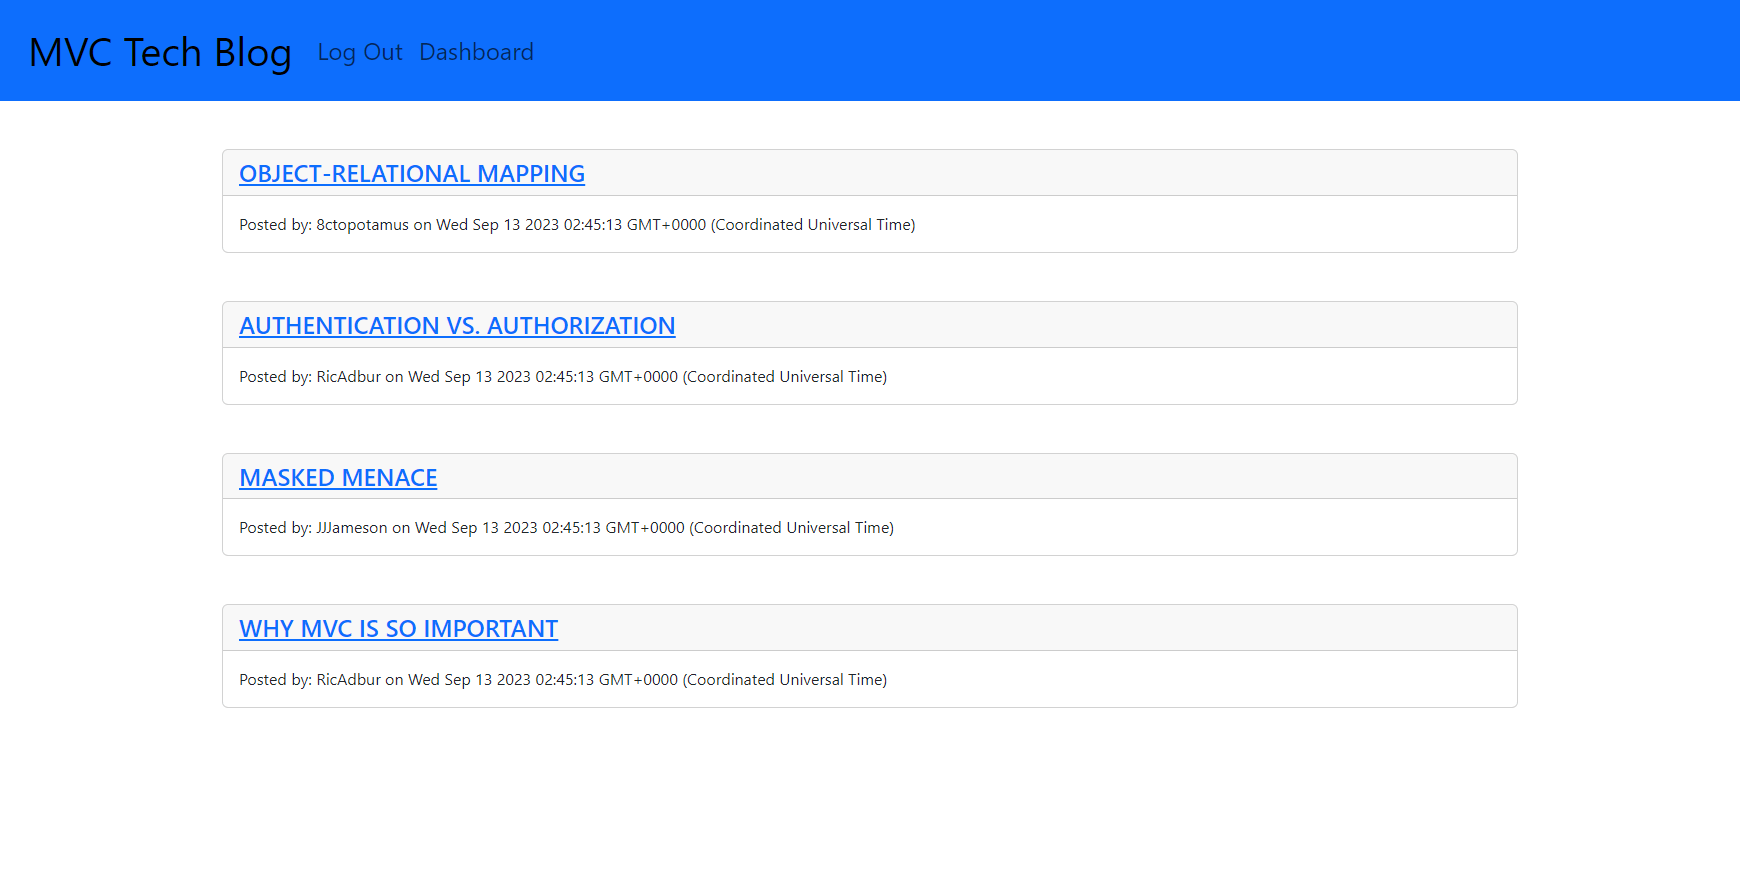 MVC Tech Blog Log Out Dashboard
OBJECT-RELATIONAL MAPPING
Posted by: 8ctopotamus on Wed Sep 13 2023 02:45:13 GMT+0000 (Coordinated Universal Time)
AUTHENTICATION VS. AUTHORIZATION
Posted by: RicAdbur on Wed Sep 13 2023 02:45:13 GMT+0000 (Coordinated Universal Time)
MASKED MENACE
Posted by: JJJameson on Wed Sep 13 2023 02:45:13 GMT+0000 (Coordinated Universal Time)
WHY MVC IS SO IMPORTANT
Posted by: RicAdbur on Wed Sep 13 2023 02:45:13 GMT+0000 (Coordinated Universal Time)